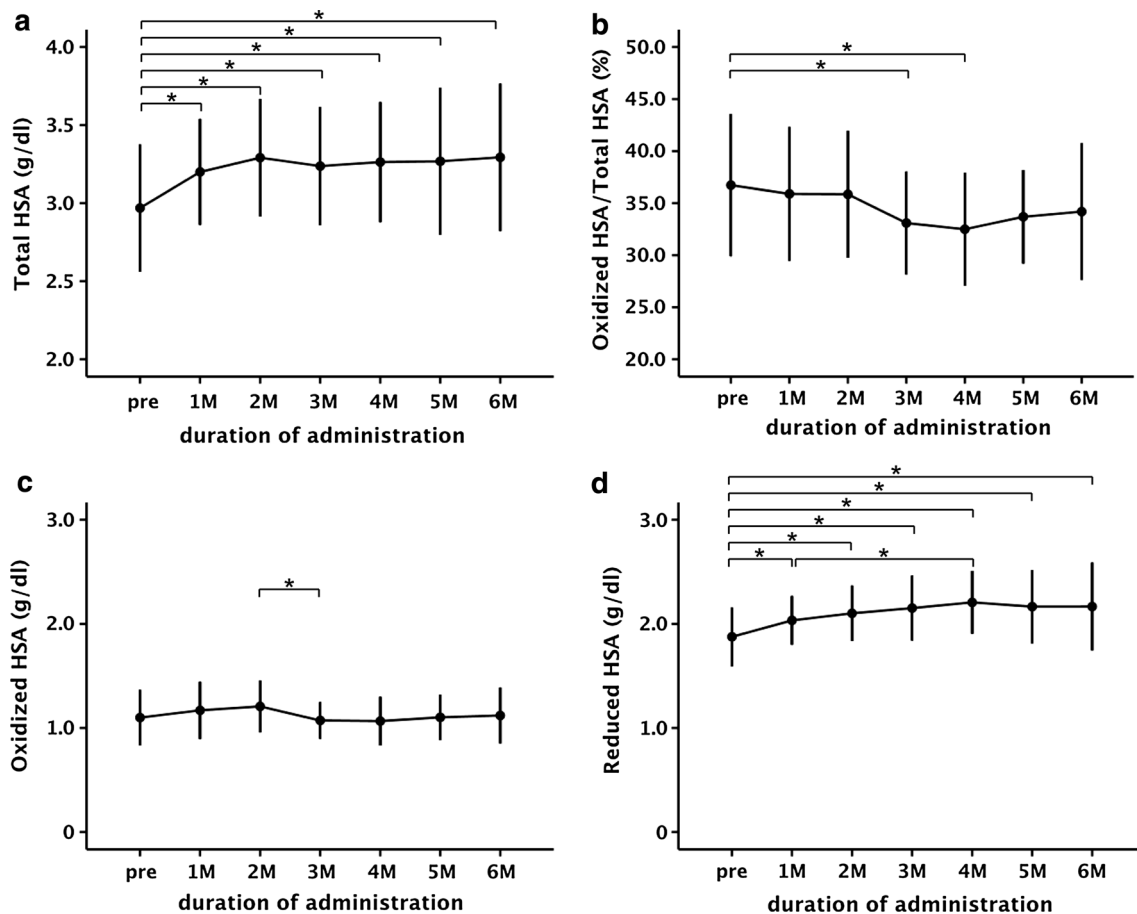 a
*
*
*
*
*
*
Total HSA (g/dl)
4.0
3.5
3.0
2.5
2.0
pre 1M 2M 3M 4M 5M 6M
duration of administration
b
*
*
Oxidized HSA/Total HSA (%)
50.0
45.0
40.0
35.0
30.0
25.0
20.0
pre 1M 2M 3M 4M 5M 6M
duration of administration
c
*
Oxidized HSA (g/dl)
3.0
2.0
1.0
0
pre 1M 2M 3M 4M 5M 6M
duration of administration
d
*
*
*
*
*
* *
Reduced HSA (g/dl)
3.0
2.0
1.0
0
pre 1M 2M 3M 4M 5M 6M
duration of administration